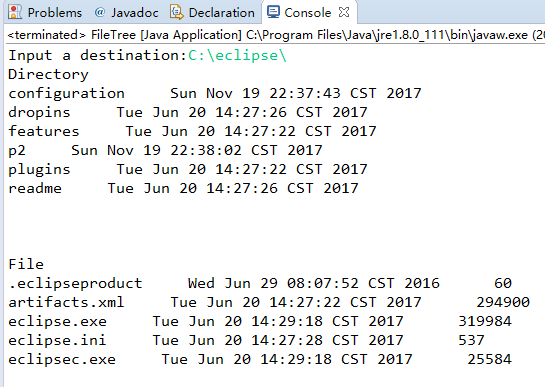 Problems @ Javadoc Declaration Console
<terminated> FileTree [Java Application] C:\Program Files\Java\jre1.8.0_111\bin\javaw.exe (20
Input a destination:C:\eclipse\
Directory
configuration     Sun Nov 19 22:37:43 CST 2017
dropins     Tue Jun 20 14:27:26 CST 2017
features     Tue Jun 20 14:27:22 CST 2017
p2     Sun Nov 19 22:38:02 CST 2017
plugins     Tue Jun 20 14:27:22 CST 2017
readme     Tue Jun 20 14:27:26 CST 2017
File
.eclipseproduct     Wed Jun 29 08:07:52 CST 2016      60
artifacts.xml     Tue Jun 20 14:27:22 CST 2017      294900
eclipse.exe     Tue Jun 20 14:29:18 CST 2017      319984
eclipse.ini     Tue Jun 20 14:27:28 CST 2017      537
eclipsec.exe     Tue Jun 20 14:29:18 CST 2017      25584